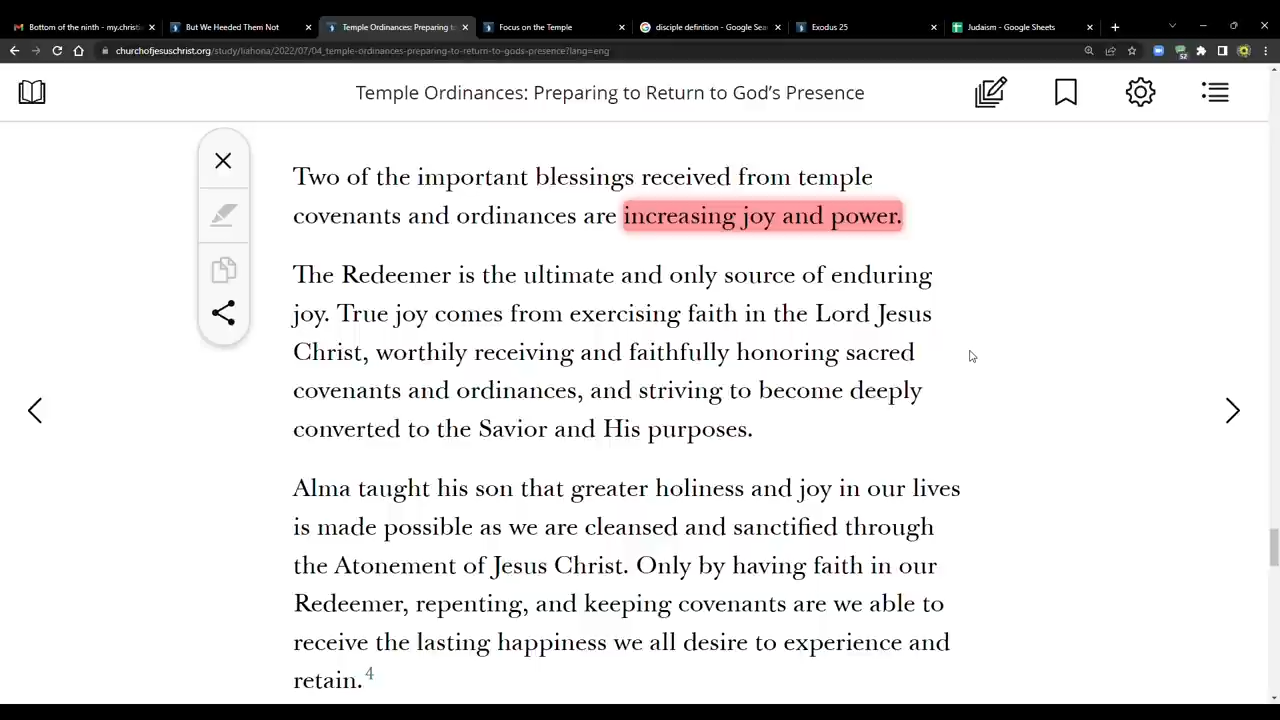 Bottom of the ninth - my.christi
But We Heeded Them Not
Temple Ordinances: Preparing to
Focus on the Temple
disciple definition - Google Sea
Exodus 25
Judaism - Google Sheets
churchofjesuschrist.org/study/liahona/2022/07/04_temple-ordinances-preparing-to-return-to-gods-presence?lang=eng
52
Temple Ordinances: Preparing to Return to God's Presence
Two of the important blessings received from temple
covenants and ordinances are increasing joy and power.
The Redeemer is the ultimate and only source of enduring
joy. True joy comes from exercising faith in the Lord Jesus
Christ, worthily receiving and faithfully honoring sacred
covenants and ordinances, and striving to become deeply
converted to the Savior and His purposes.
Alma taught his son that greater holiness and joy in our lives
is made possible as we are cleansed and sanctified through
the Atonement of Jesus Christ. Only by having faith in our
Redeemer, repenting, and keeping covenants are we able to
receive the lasting happiness we all desire to experience and
retain. 4